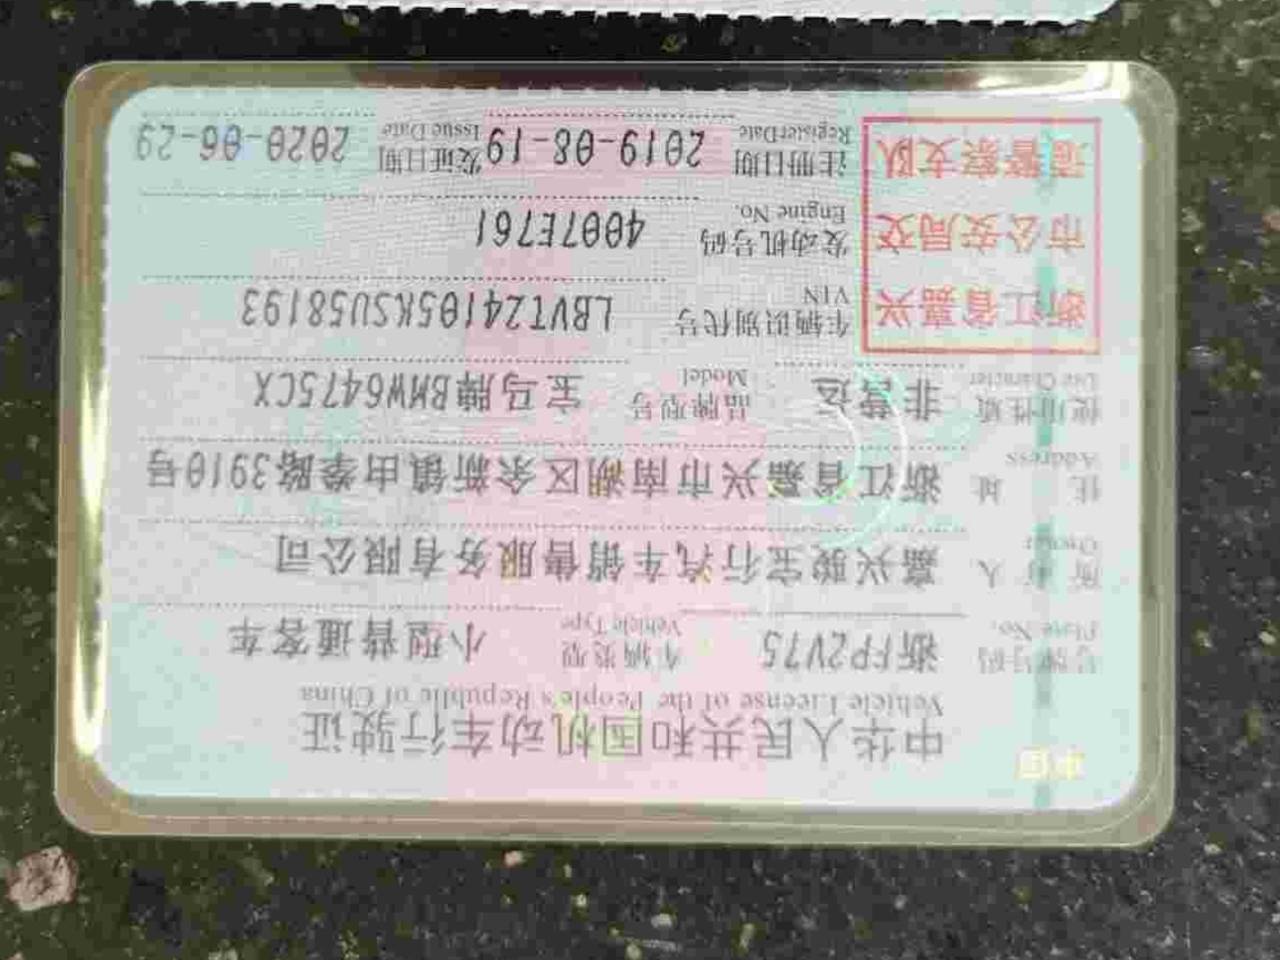 中华人民共和国机动车行驶证
Vehicle License of the People's Republic of China
号牌号码 Plate No. 浙FP2V75 车辆类型 Vehicle Type 小型普通客车
所有人 Owner 嘉兴骏宝行汽车销售服务有限公司
住址 Address 浙江省嘉兴市南湖区余新镇由拳路3910号
使用性质 Use Character 非营运 品牌型号 Model 宝马牌BMW6475CX
车辆识别代号 VIN LBVTZ4105KSU58193
发动机号码 Engine No. 4007E761
注册日期 Register Date 2019-08-19 发证日期 Issue Date 2020-06-29
浙江省嘉兴
市公安局交
通警察支队
中国